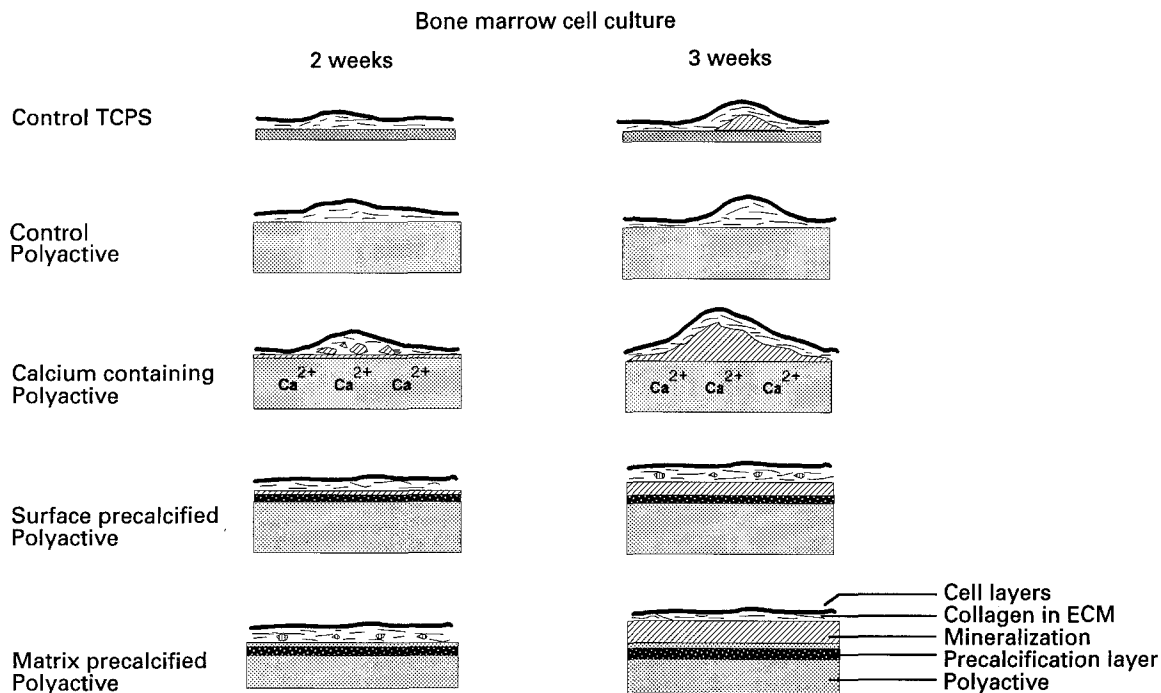 Bone marrow cell culture
2 weeks
3 weeks
Control TCPS
Control
Polyactive
Calcium containing
Polyactive
Ca2+ Ca2+ Ca2+
Ca2+ Ca2+ Ca2+
Surface precalcified
Polyactive
Matrix precalcified
Polyactive
Cell layers
Collagen in ECM
Mineralization
Precalcification layer
Polyactive